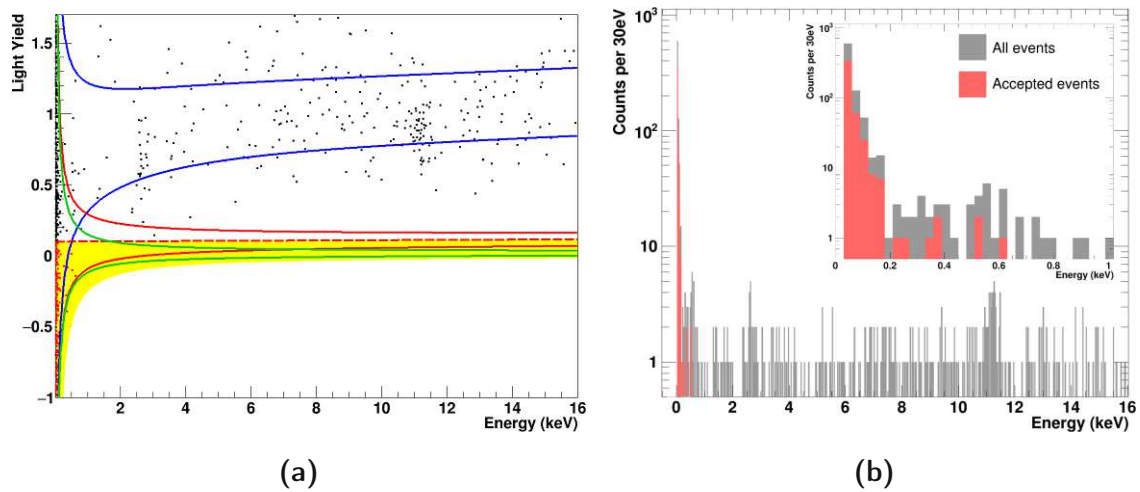 Light Yield
1.5
1
0.5
0
−0.5
−1
2 4 6 8 10 12 14 16
Energy (keV)
(a)
Counts per 30eV
10³
10²
10
1
0 2 4 6 8 10 12 14 16
Energy (keV)
Counts per 30eV
10³
10²
10
1
0 0.2 0.4 0.6 0.8 1
Energy (keV)
All events
Accepted events
(b)